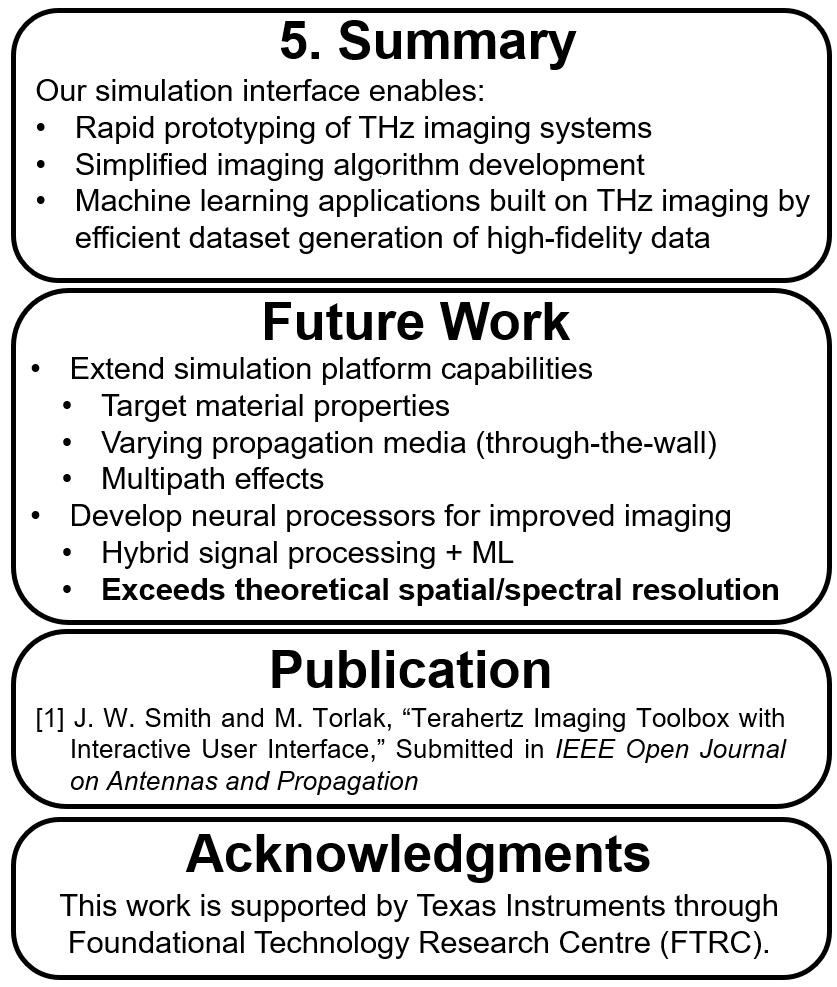 5. Summary
Our simulation interface enables:
• Rapid prototyping of THz imaging systems
• Simplified imaging algorithm development
• Machine learning applications built on THz imaging by
efficient dataset generation of high-fidelity data
Future Work
• Extend simulation platform capabilities
• Target material properties
• Varying propagation media (through-the-wall)
• Multipath effects
• Develop neural processors for improved imaging
• Hybrid signal processing + ML
• Exceeds theoretical spatial/spectral resolution
Publication
[1] J. W. Smith and M. Torlak, “Terahertz Imaging Toolbox with
Interactive User Interface,” Submitted in IEEE Open Journal
on Antennas and Propagation
Acknowledgments
This work is supported by Texas Instruments through
Foundational Technology Research Centre (FTRC).